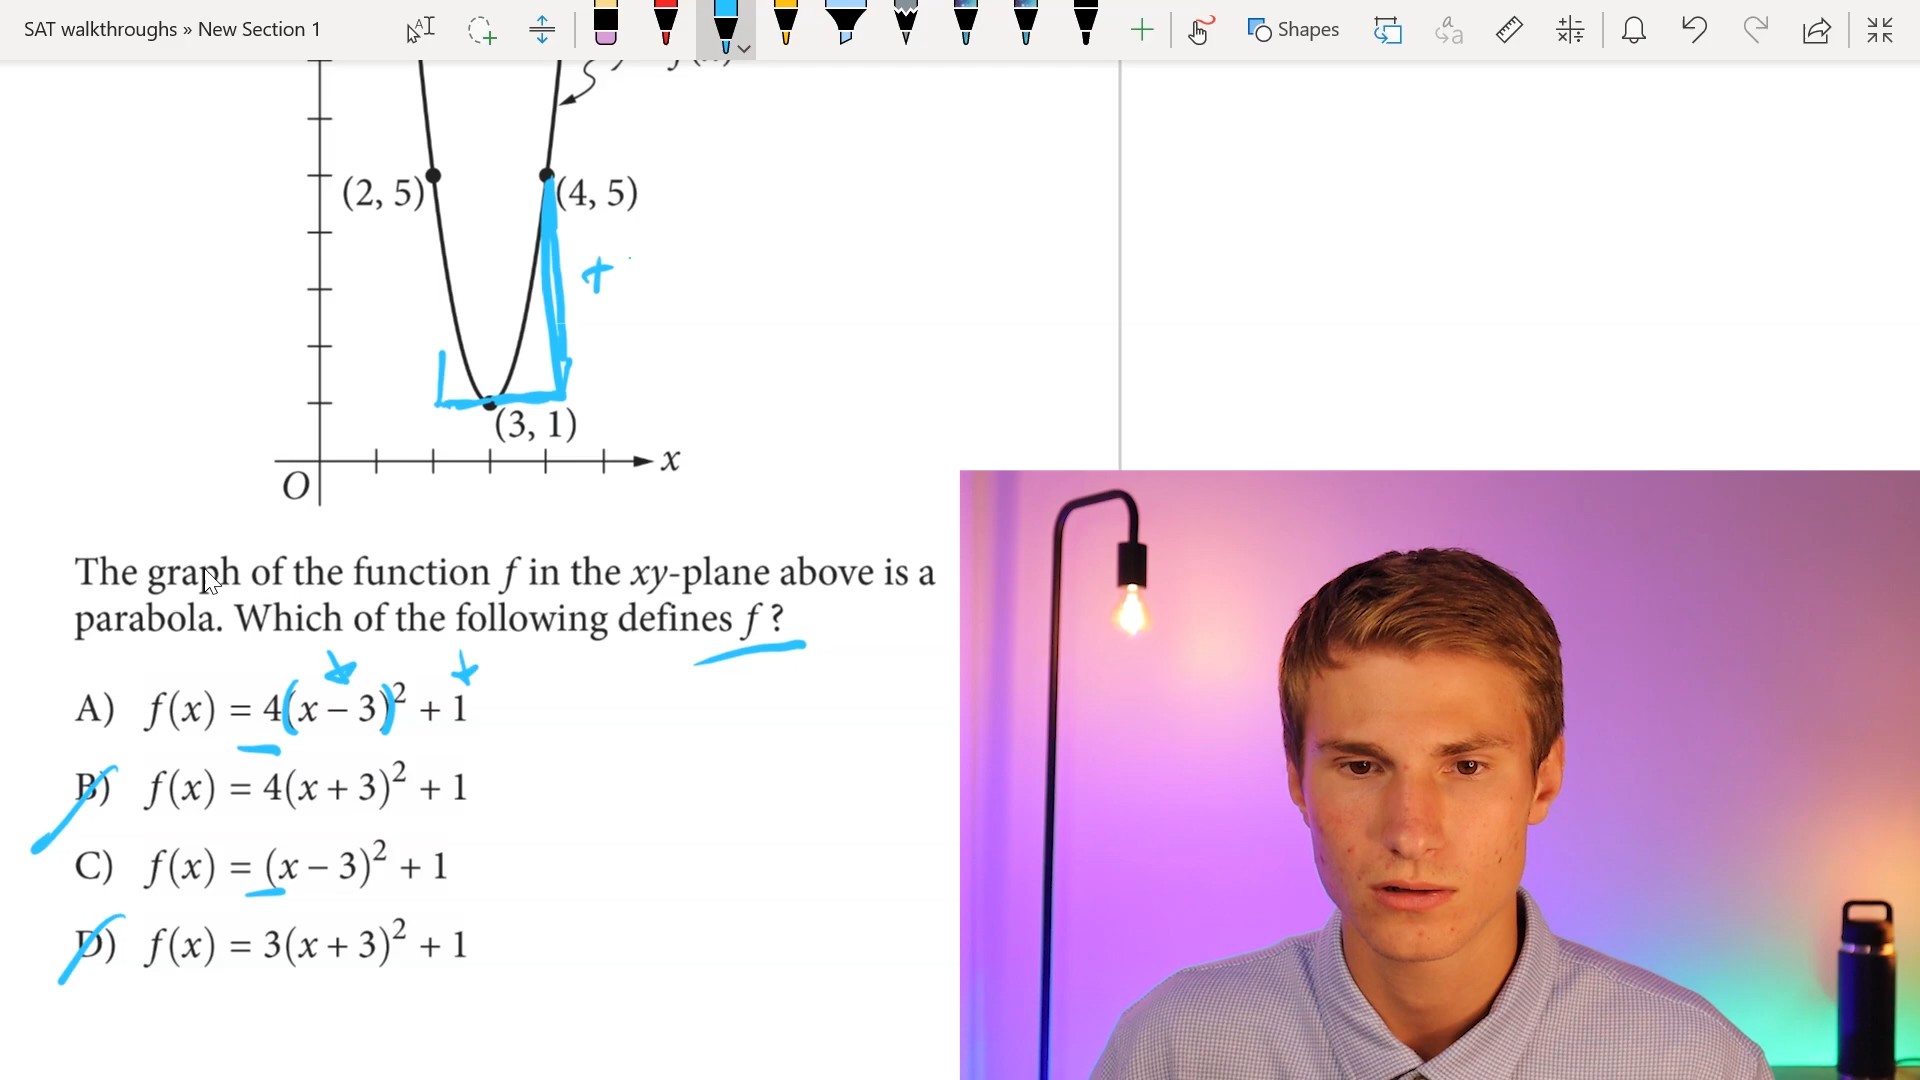 SAT walkthroughs » New Section 1
Shapes
(2, 5)
(4, 5)
+
(3, 1)
x
O
The graph of the function f in the xy-plane above is a
parabola. Which of the following defines f ?
A) f(x) = 4(x − 3)² + 1
B) f(x) = 4(x + 3)² + 1
C) f(x) = (x − 3)² + 1
D) f(x) = 3(x + 3)² + 1